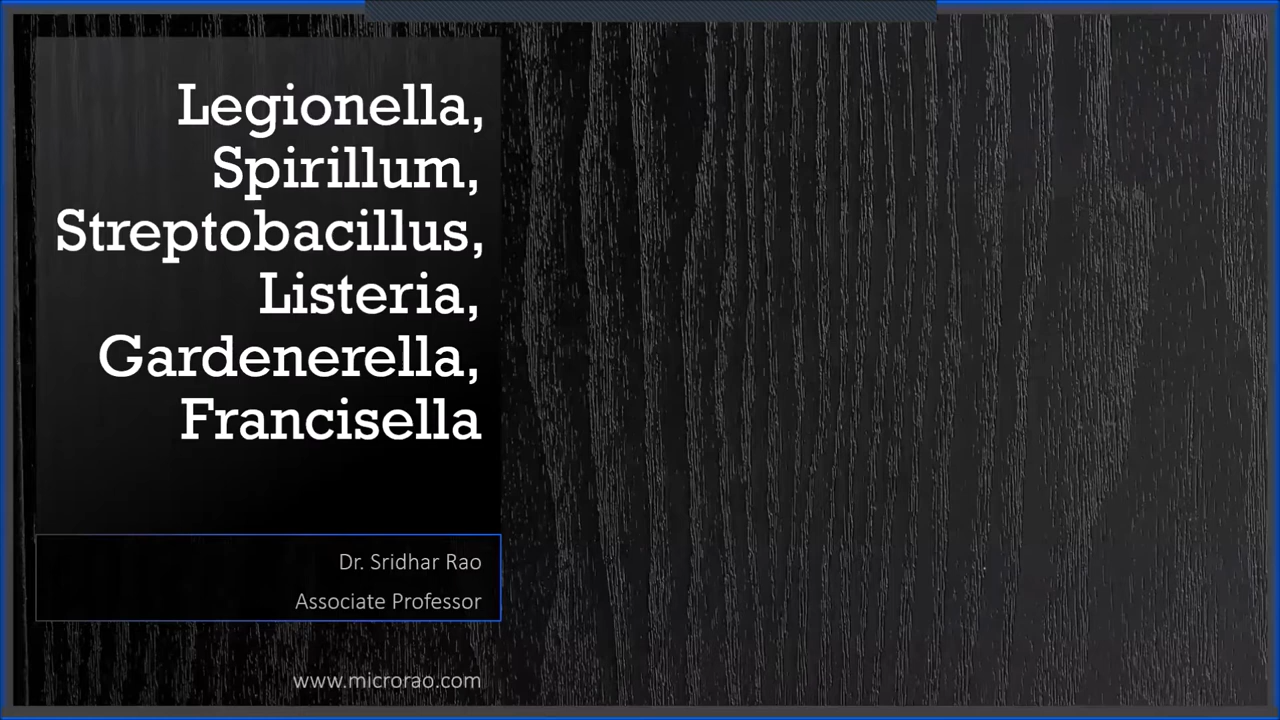 Legionella,
Spirillum,
Streptobacillus,
Listeria,
Gardenerella,
Francisella
Dr. Sridhar Rao
Associate Professor
www.microrao.com